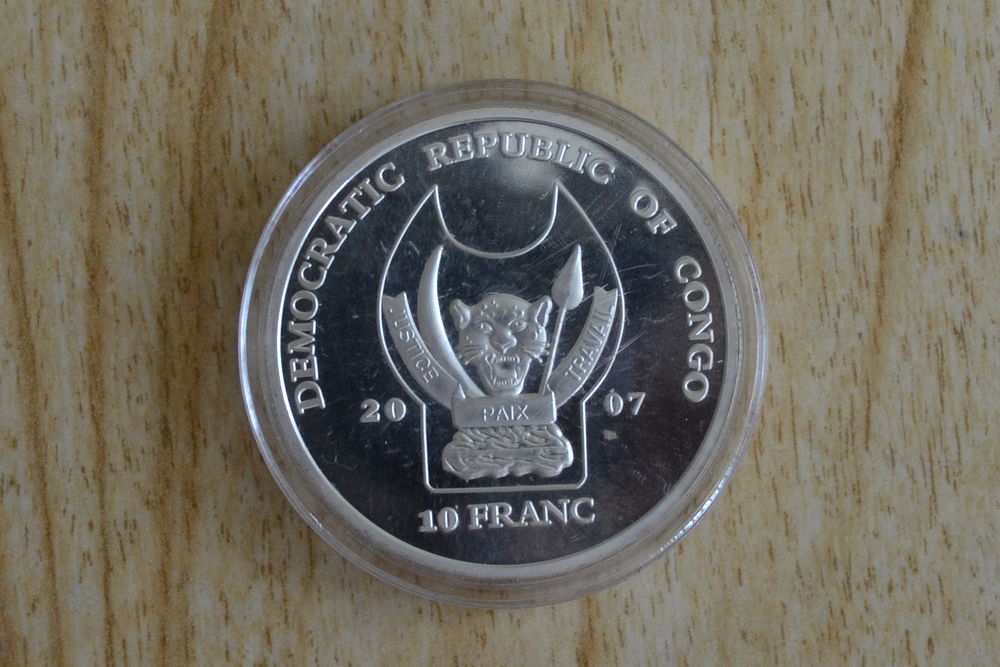 DEMOCRATIC REPUBLIC OF CONGO
JUSTICE
TRAVAIL
PAIX
20 07
10 FRANC